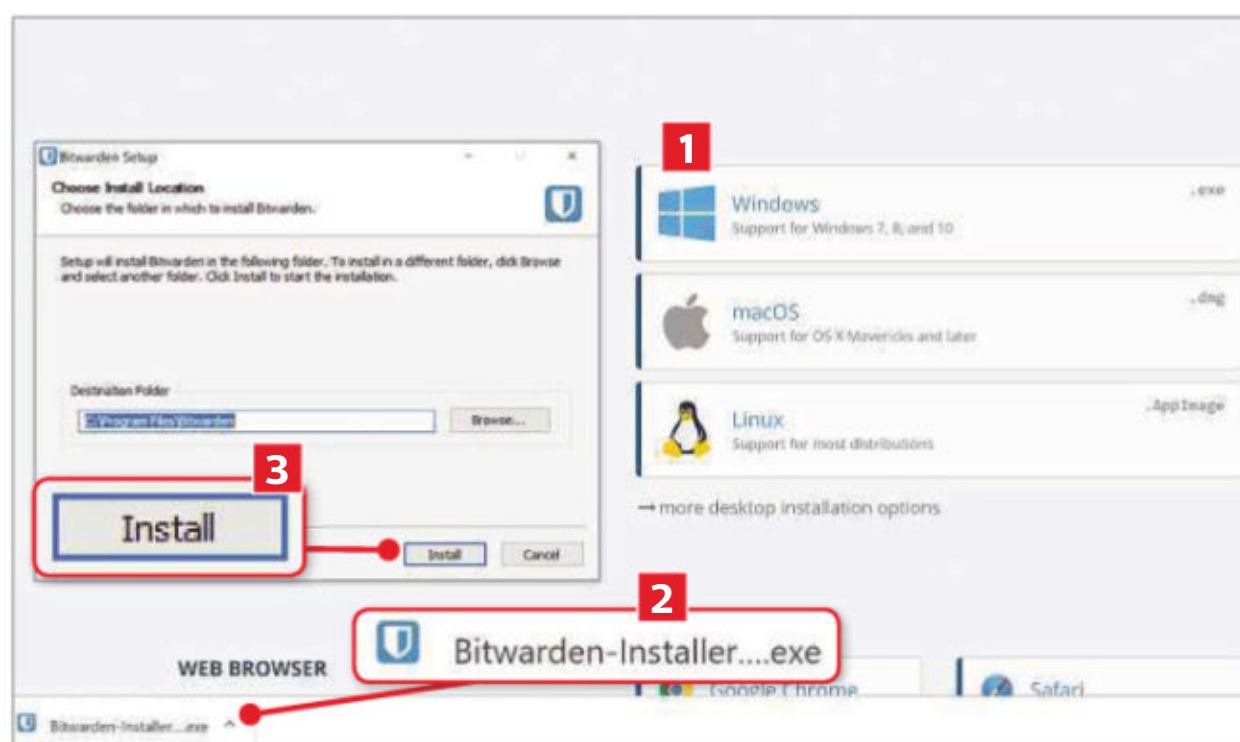 Bitwarden Setup
Choose Install Location
Choose the folder in which to install Bitwarden.
Setup will install Bitwarden in the following folder. To install in a different folder, click Browse
and select another folder. Click Install to start the installation.
Destination Folder
C:\Program Files\Bitwarden
Browse...
3
Install
Install
Cancel
1
Windows
.exe
Support for Windows 7, 8, and 10
macOS
.dmg
Support for OS X Mavericks and later
Linux
.AppImage
Support for most distributions
→ more desktop installation options
2
Bitwarden-Installer....exe
WEB BROWSER
Google Chrome
Safari
Bitwarden-Installer....exe